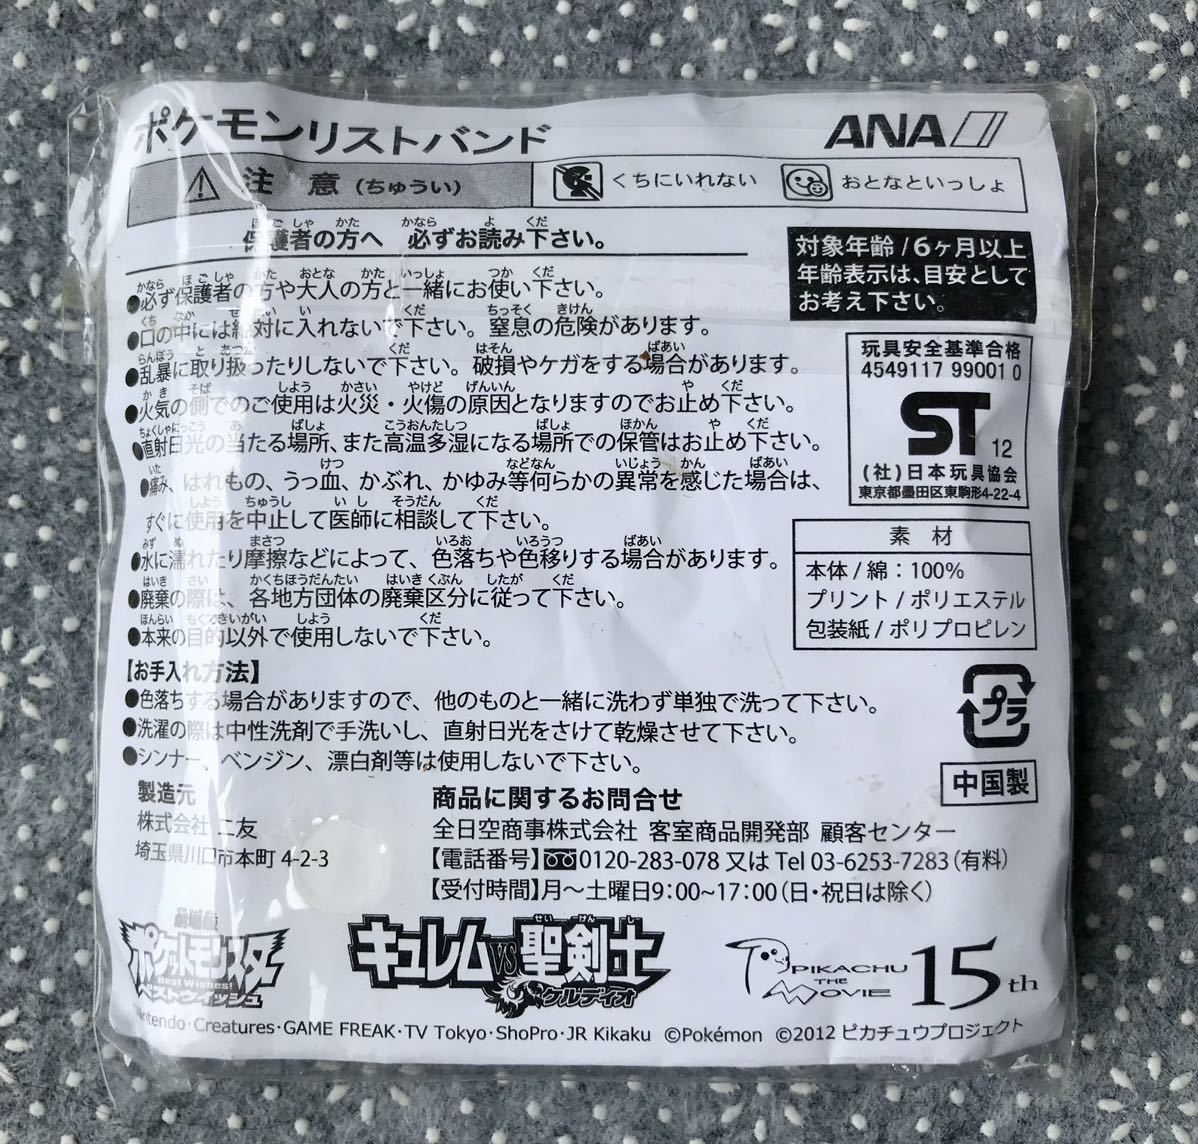 ポケモンリストバンド
ANA
注意(ちゅうい)
くちにいれない
おとなといっしょ
保護者の方へ 必ずお読み下さい。
対象年齢/6ヶ月以上
年齢表示は、目安として
お考え下さい。
●必ず保護者の方や大人の方と一緒にお使い下さい。
●口の中には絶対に入れないで下さい。窒息の危険があります。
●乱暴に取り扱ったりしないで下さい。破損やケガをする場合があります。
●火気の側でのご使用は火災・火傷の原因となりますのでお止め下さい。
●直射日光の当たる場所、また高温多湿になる場所での保管はお止め下さい。
●痛み、はれもの、うっ血、かぶれ、かゆみ等何らかの異常を感じた場合は、
すぐに使用を中止して医師に相談して下さい。
●水に濡れたり摩擦などによって、色落ちや色移りする場合があります。
●廃棄の際は、各地方団体の廃棄区分に従って下さい。
●本来の目的以外で使用しないで下さい。
玩具安全基準合格
4549117 99001 0
ST 12
(社)日本玩具協会
東京都墨田区東駒形4-22-4
素材
本体/綿：100%
プリント/ポリエステル
包装紙/ポリプロピレン
【お手入れ方法】
●色落ちする場合がありますので、他のものと一緒に洗わず単独で洗って下さい。
●洗濯の際は中性洗剤で手洗いし、直射日光をさけて乾燥させて下さい。
●シンナー、ベンジン、漂白剤等は使用しないで下さい。
プラ
中国製
製造元
株式会社 二友
埼玉県川口市本町 4-2-3
商品に関するお問合せ
全日空商事株式会社 客室商品開発部 顧客センター
【電話番号】0120-283-078 又は Tel 03-6253-7283(有料)
【受付時間】月〜土曜日9:00~17:00(日・祝日は除く)
劇場版
ポケットモンスター
Best Wishes!
ベストウイッシュ
キュレムVS聖剣士
せいけんし
ケルディオ
PIKACHU
THE
MOVIE 15th
Nintendo・Creatures・GAME FREAK・TV Tokyo・ShoPro・JR Kikaku ©Pokémon ©2012 ピカチュウプロジェクト